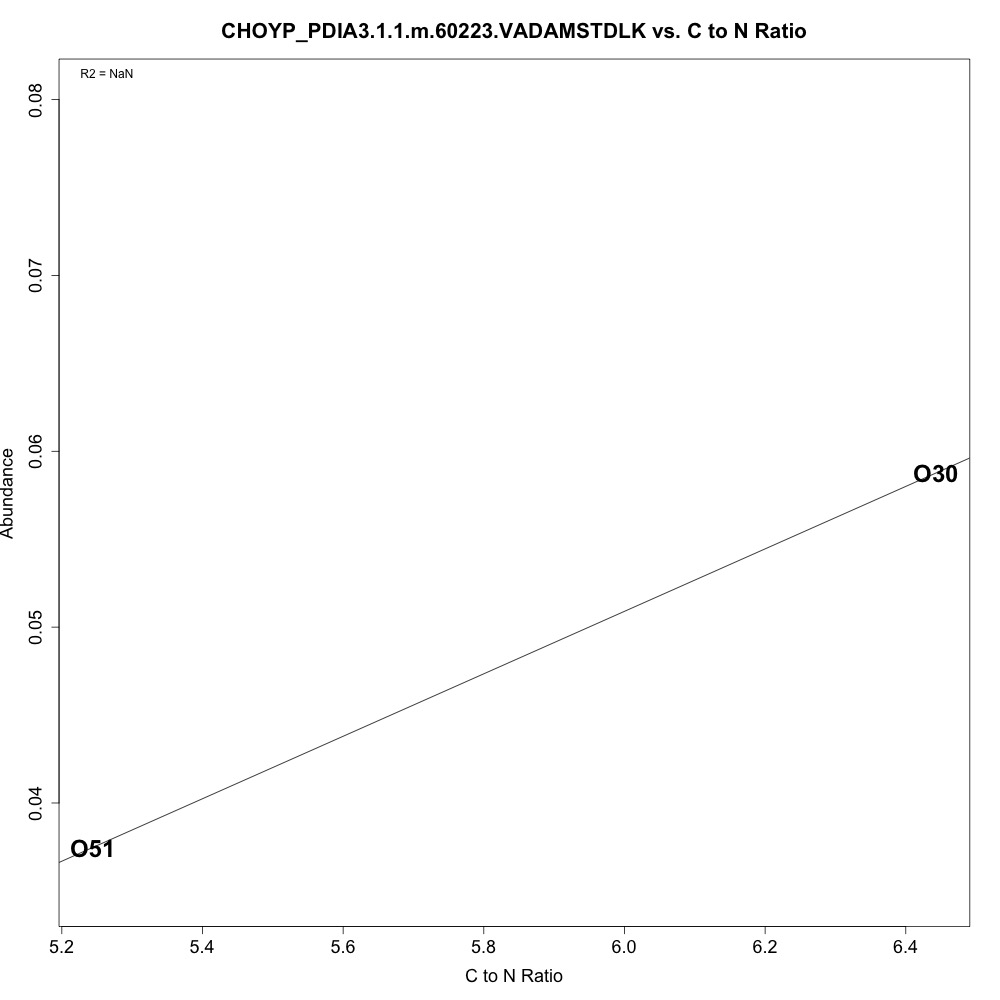 CHOYP_PDIA3.1.1.m.60223.VADAMSTDLK vs. C to N Ratio
R2 = NaN
0.08
0.07
0.06
0.05
0.04
Abundance
O30
O51
5.2 5.4 5.6 5.8 6.0 6.2 6.4
C to N Ratio